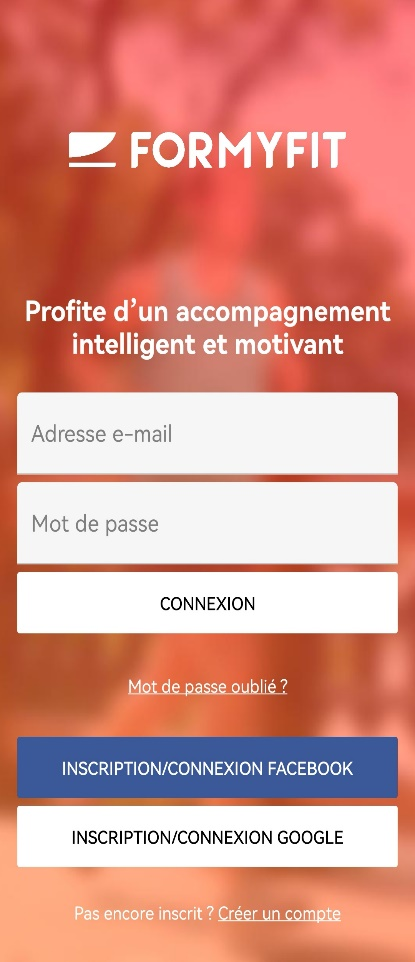 FORMYFIT
Profite d’un accompagnement
intelligent et motivant
Adresse e-mail
Mot de passe
CONNEXION
Mot de passe oublié ?
INSCRIPTION/CONNEXION FACEBOOK
INSCRIPTION/CONNEXION GOOGLE
Pas encore inscrit ? Créer un compte